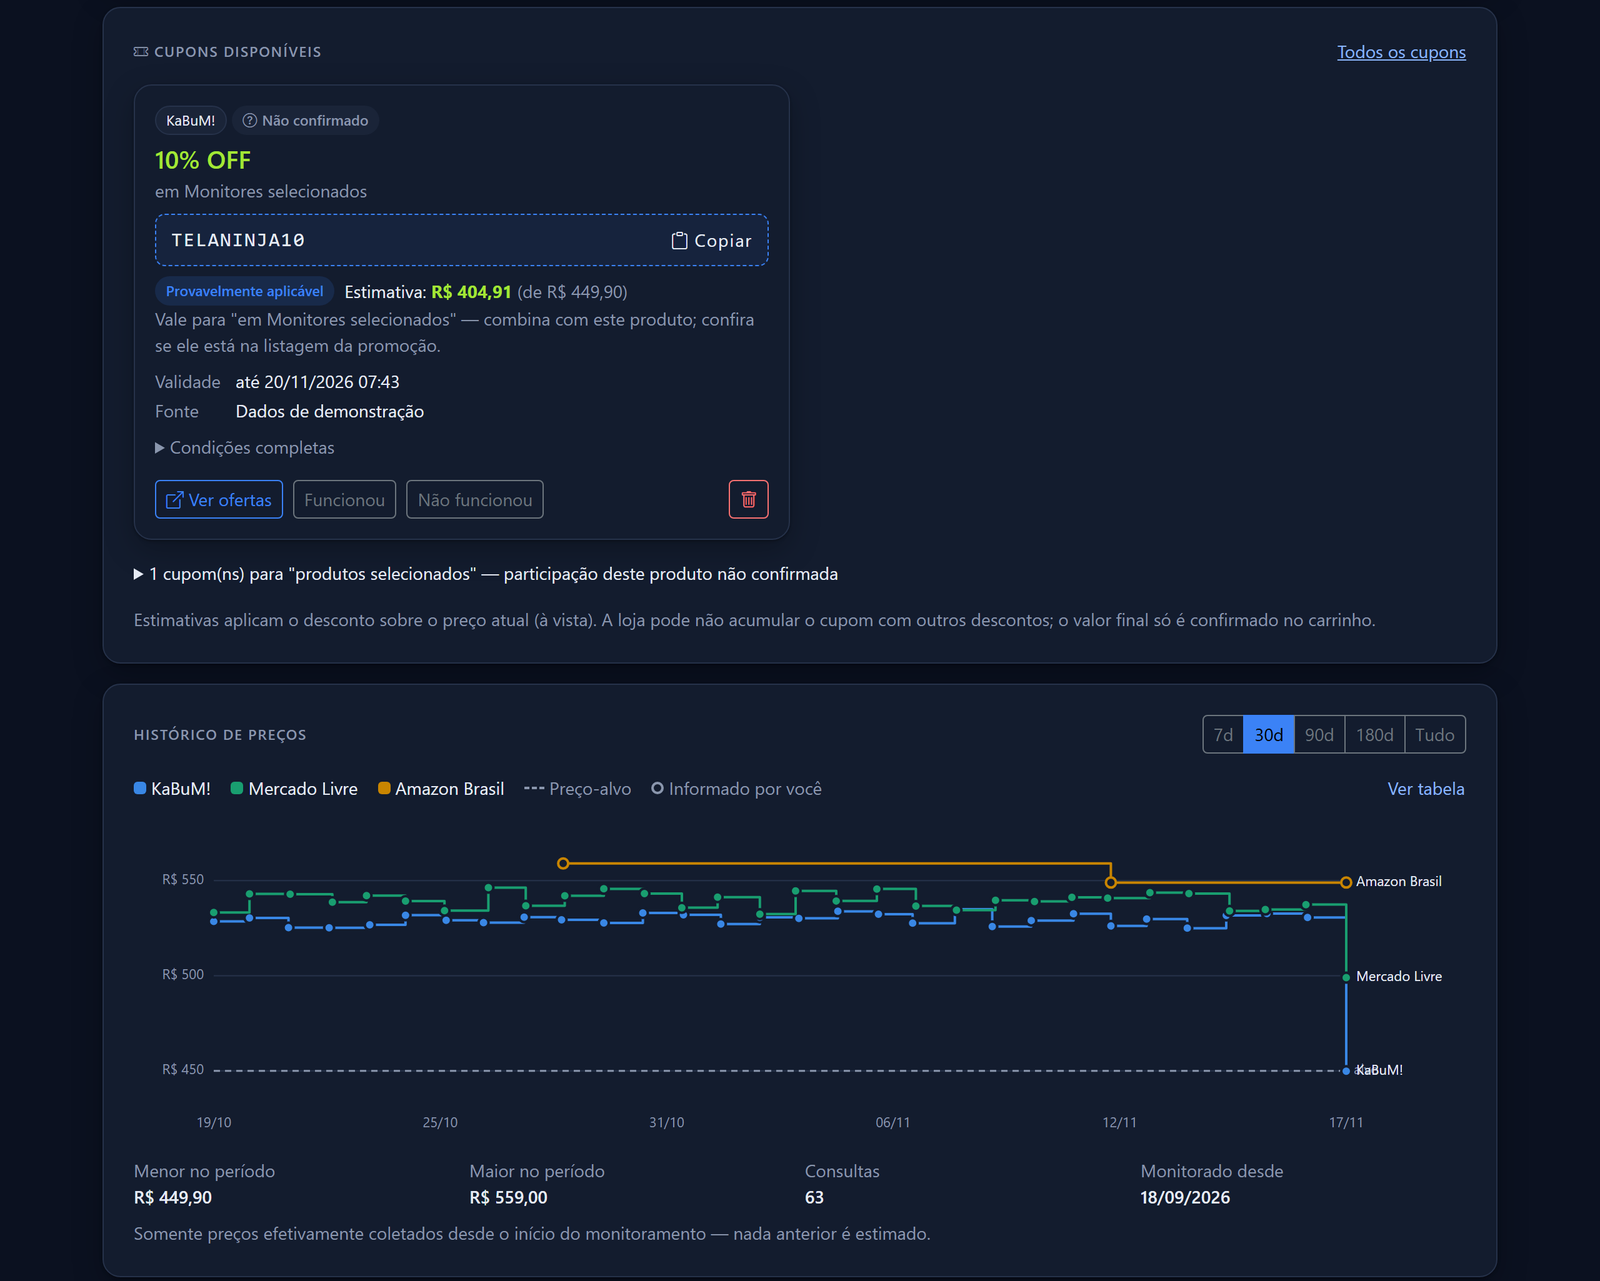 CUPONS DISPONÍVEIS
Todos os cupons
KaBuM!
Não confirmado
10% OFF
em Monitores selecionados
TELANINJA10
Copiar
Provavelmente aplicável
Estimativa: R$ 404,91 (de R$ 449,90)
Vale para "em Monitores selecionados" — combina com este produto; confira
se ele está na listagem da promoção.
Validade até 20/11/2026 07:43
Fonte Dados de demonstração
Condições completas
Ver ofertas
Funcionou
Não funcionou
1 cupom(ns) para "produtos selecionados" — participação deste produto não confirmada
Estimativas aplicam o desconto sobre o preço atual (à vista). A loja pode não acumular o cupom com outros descontos; o valor final só é confirmado no carrinho.
HISTÓRICO DE PREÇOS
7d 30d 90d 180d Tudo
KaBuM! Mercado Livre Amazon Brasil Preço-alvo Informado por você
Ver tabela
R$ 550
Amazon Brasil
R$ 500
Mercado Livre
R$ 450
KaBuM!
19/10 25/10 31/10 06/11 12/11 17/11
Menor no período
R$ 449,90
Maior no período
R$ 559,00
Consultas
63
Monitorado desde
18/09/2026
Somente preços efetivamente coletados desde o início do monitoramento — nada anterior é estimado.